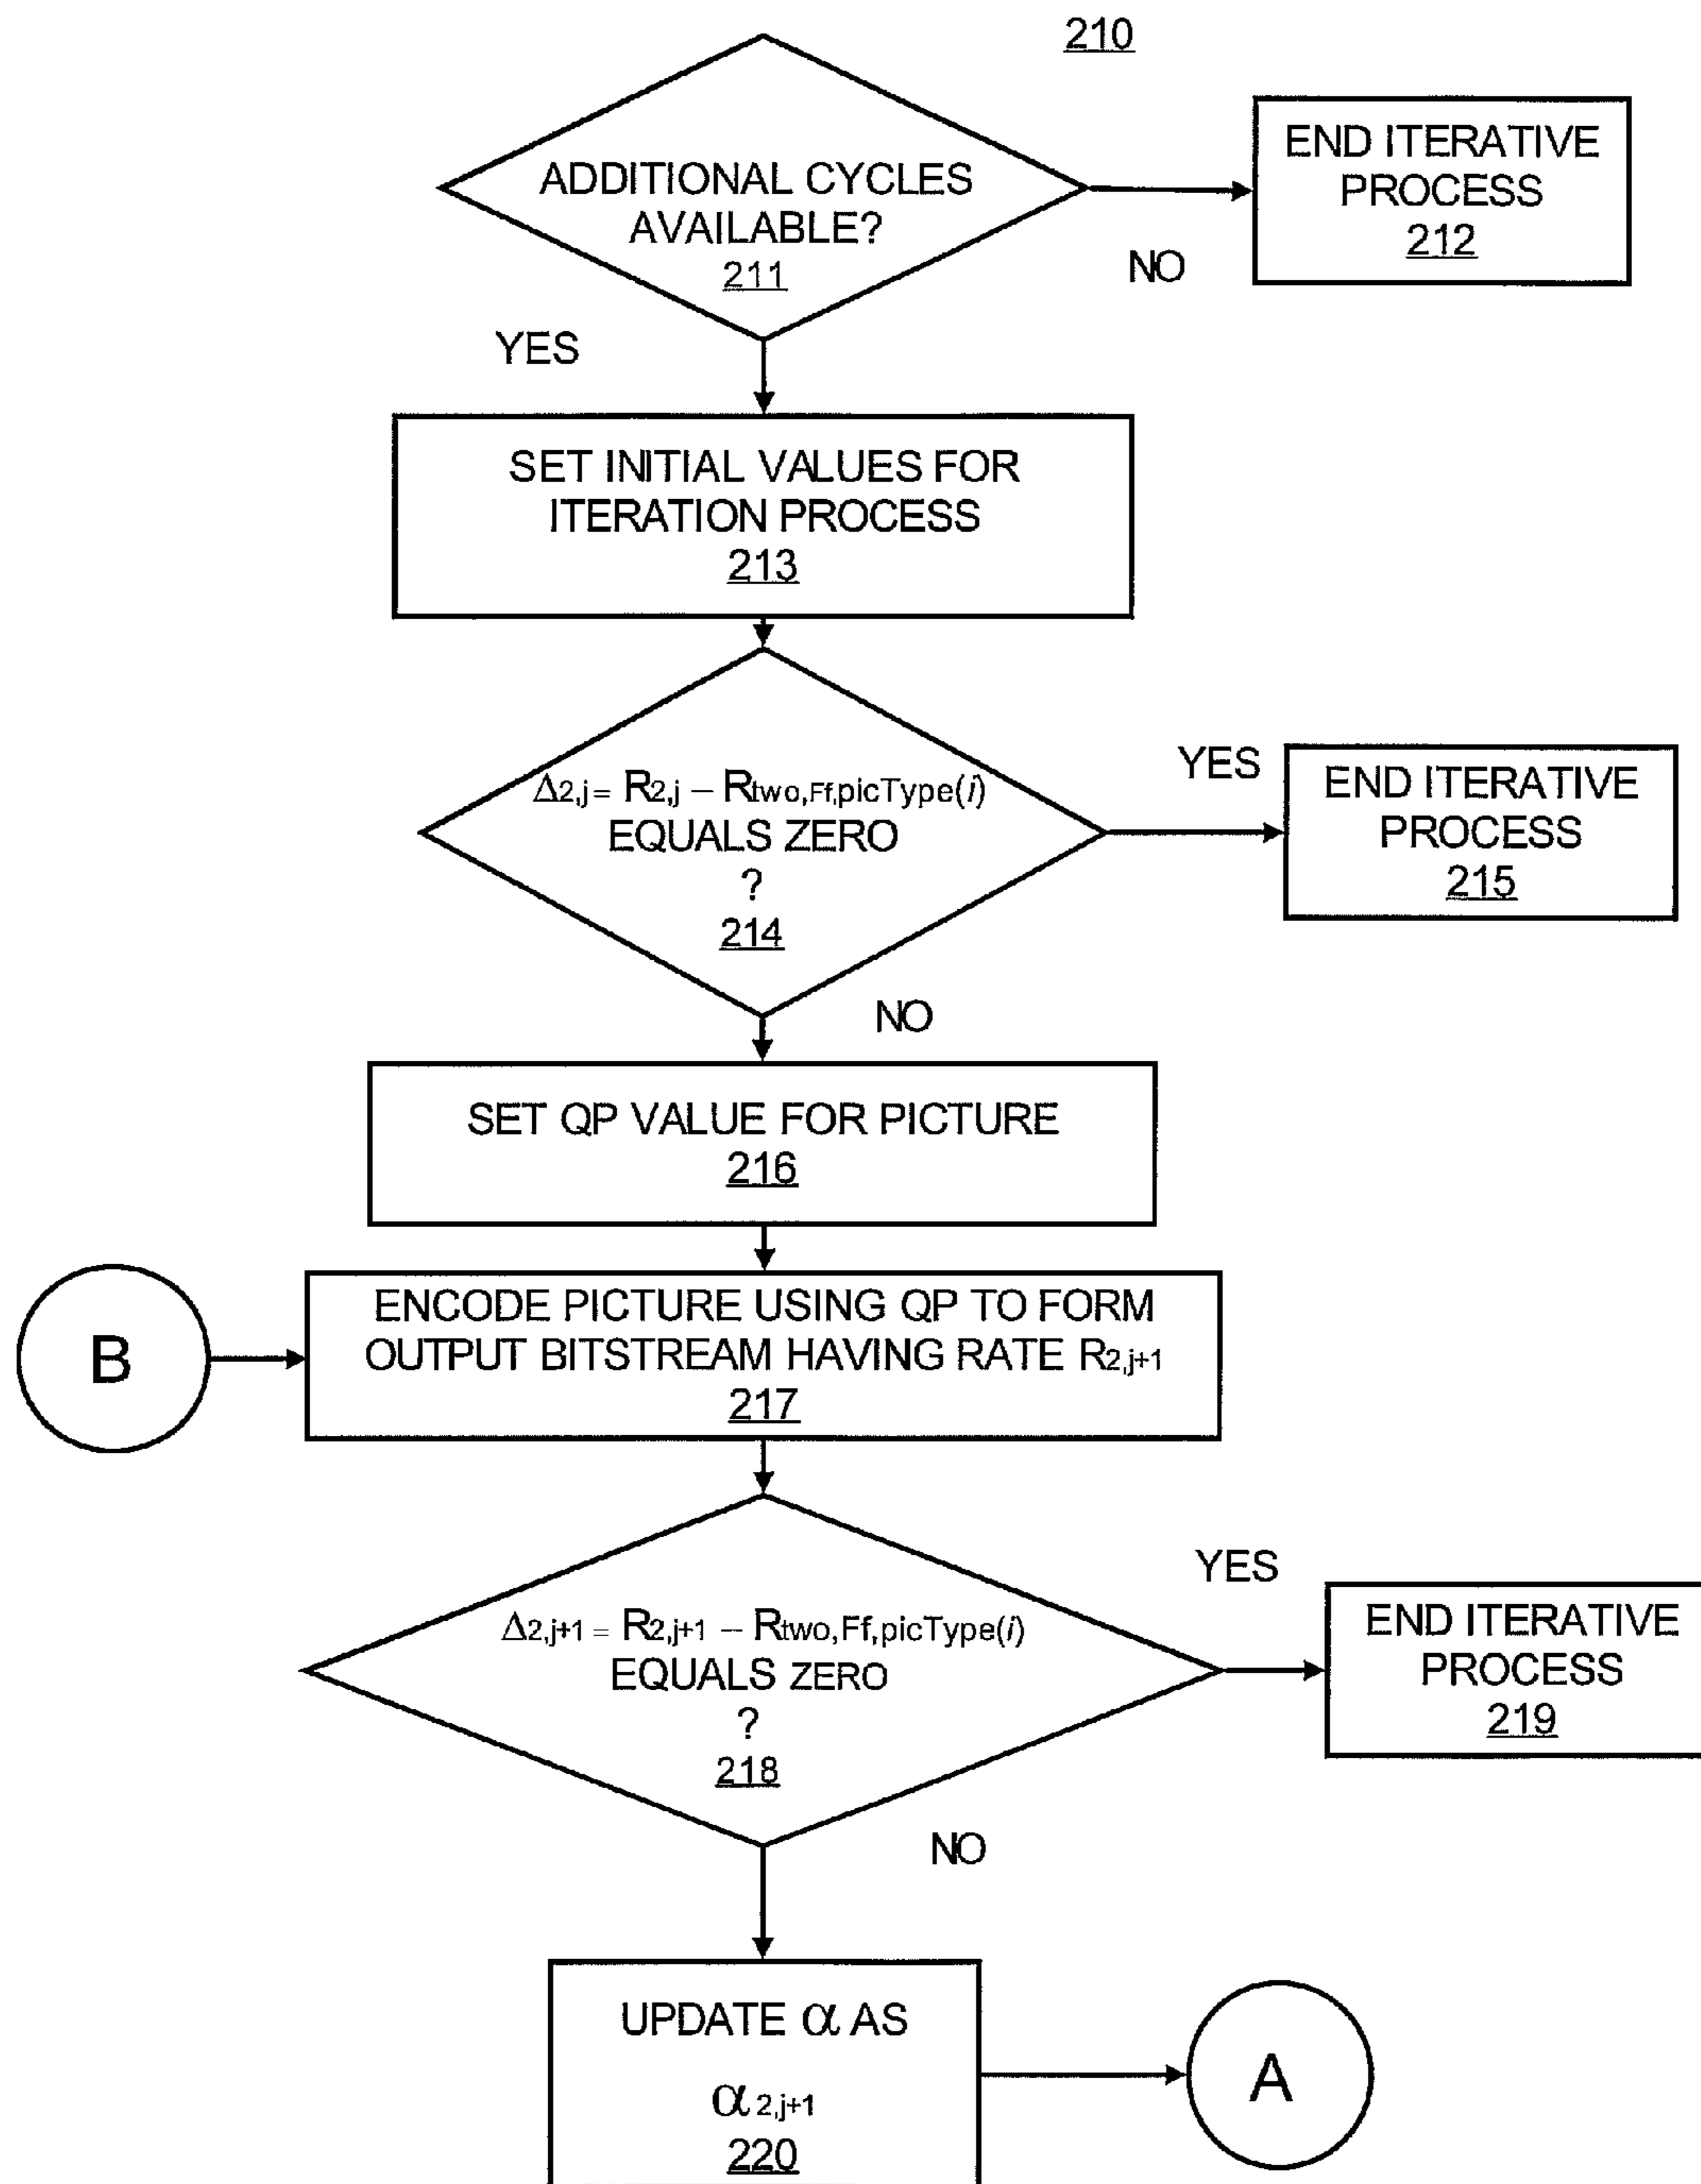 210
ADDITIONAL CYCLES
AVAILABLE?
211
NO
END ITERATIVE
PROCESS
212
YES
SET INITIAL VALUES FOR
ITERATION PROCESS
213
Δ2,j= R2,j – Rtwo,Ff,picType(i)
EQUALS ZERO
?
214
YES
END ITERATIVE
PROCESS
215
NO
SET QP VALUE FOR PICTURE
216
B
ENCODE PICTURE USING QP TO FORM
OUTPUT BITSTREAM HAVING RATE R2,j+1
217
Δ2,j+1 = R2,j+1 – Rtwo,Ff,picType(i)
EQUALS ZERO
?
218
YES
END ITERATIVE
PROCESS
219
NO
UPDATE α AS
α 2,j+1
220
A